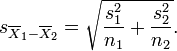 s_{\overline{X}_1 - \overline{X}_2} = \sqrt{\frac{s_1^2}{n_1} + \frac{s_2^2}{n_2}}.